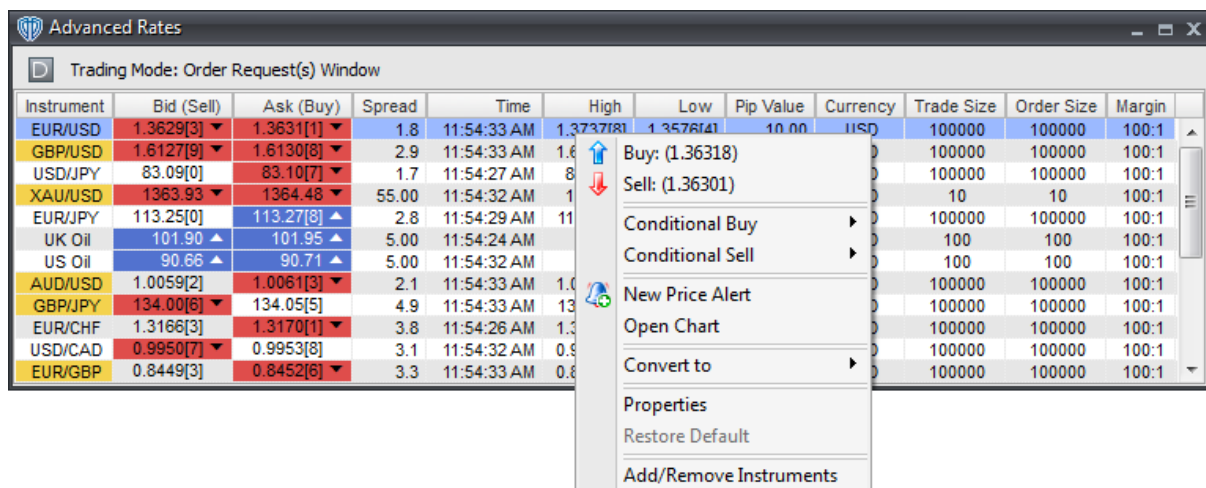 Advanced Rates
D Trading Mode: Order Request(s) Window
Instrument Bid (Sell) Ask (Buy) Spread Time High Low Pip Value Currency Trade Size Order Size Margin
EUR/USD 1.3629[3] ▼ 1.3631[1] ▼ 1.8 11:54:33 AM 1.3737[8] 1.3576[4] 10.00 USD 100000 100000 100:1
GBP/USD 1.6127[9] ▼ 1.6130[8] ▼ 2.9 11:54:33 AM 100000 100000 100:1
USD/JPY 83.09[0] 83.10[7] ▼ 1.7 11:54:27 AM 100000 100000 100:1
XAU/USD 1363.93 ▼ 1364.48 ▼ 55.00 11:54:32 AM 10 10 100:1
EUR/JPY 113.25[0] 113.27[8] ▲ 2.8 11:54:29 AM 100000 100000 100:1
UK Oil 101.90 ▲ 101.95 ▲ 5.00 11:54:24 AM 100 100 100:1
US Oil 90.66 ▲ 90.71 ▲ 5.00 11:54:32 AM 100 100 100:1
AUD/USD 1.0059[2] 1.0061[3] ▼ 2.1 11:54:33 AM 100000 100000 100:1
GBP/JPY 134.00[6] ▼ 134.05[5] 4.9 11:54:33 AM 100000 100000 100:1
EUR/CHF 1.3166[3] 1.3170[1] ▼ 3.8 11:54:26 AM 100000 100000 100:1
USD/CAD 0.9950[7] ▼ 0.9953[8] 3.1 11:54:32 AM 100000 100000 100:1
EUR/GBP 0.8449[3] 0.8452[6] ▼ 3.3 11:54:33 AM 100000 100000 100:1
Buy: (1.36318)
Sell: (1.36301)
Conditional Buy
Conditional Sell
New Price Alert
Open Chart
Convert to
Properties
Restore Default
Add/Remove Instruments